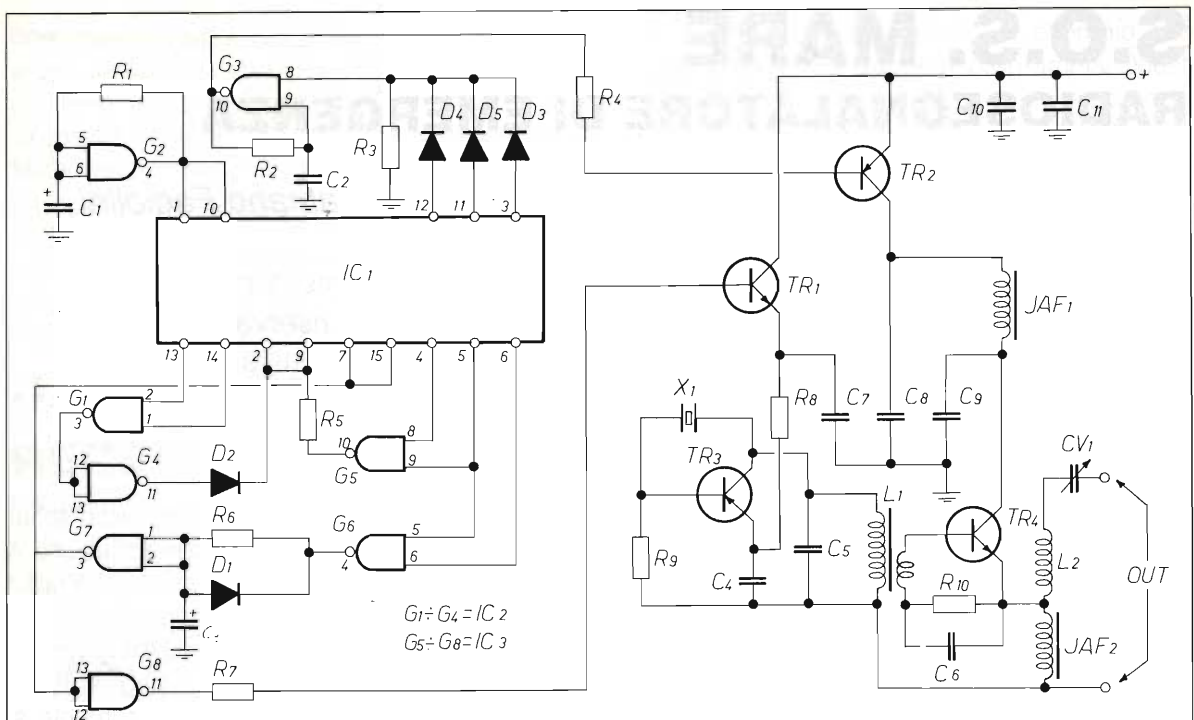 S.O.S. MARE
RADIOSEGNALATORE DI EMERGENZA
R1
G3
8
10
9
R4
+
C10
C11
5
6
G2
4
R2
C2
R3
D4
D5
D3
TR2
+
C1
1
10
12
11
3
IC1
TR1
JAF1
13
14
2
9
7
15
4
5
6
G1
3
2
1
R5
8
10
9
G5
X1
R8
C7
C8
C9
CV1
12
G4
11
13
D2
TR3
L1
TR4
G7
3
1
2
R6
D1
G6
4
5
6
R9
C4
C5
R10
L2
OUT
+
G1÷G4=IC2
G5÷G8=IC3
C6
JAF2
13
G8
11
12
R7